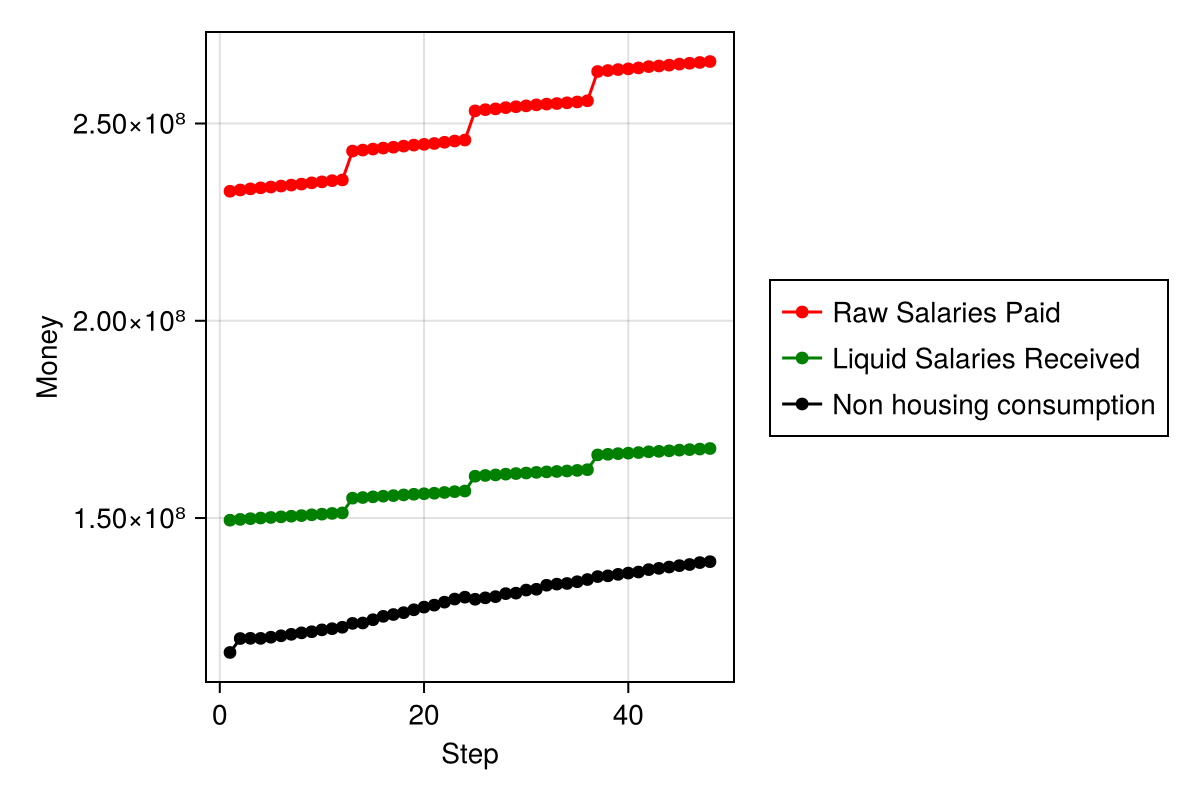 Money
2.50×10⁸
2.00×10⁸
1.50×10⁸
0
20
40
Step
Raw Salaries Paid
Liquid Salaries Received
Non housing consumption